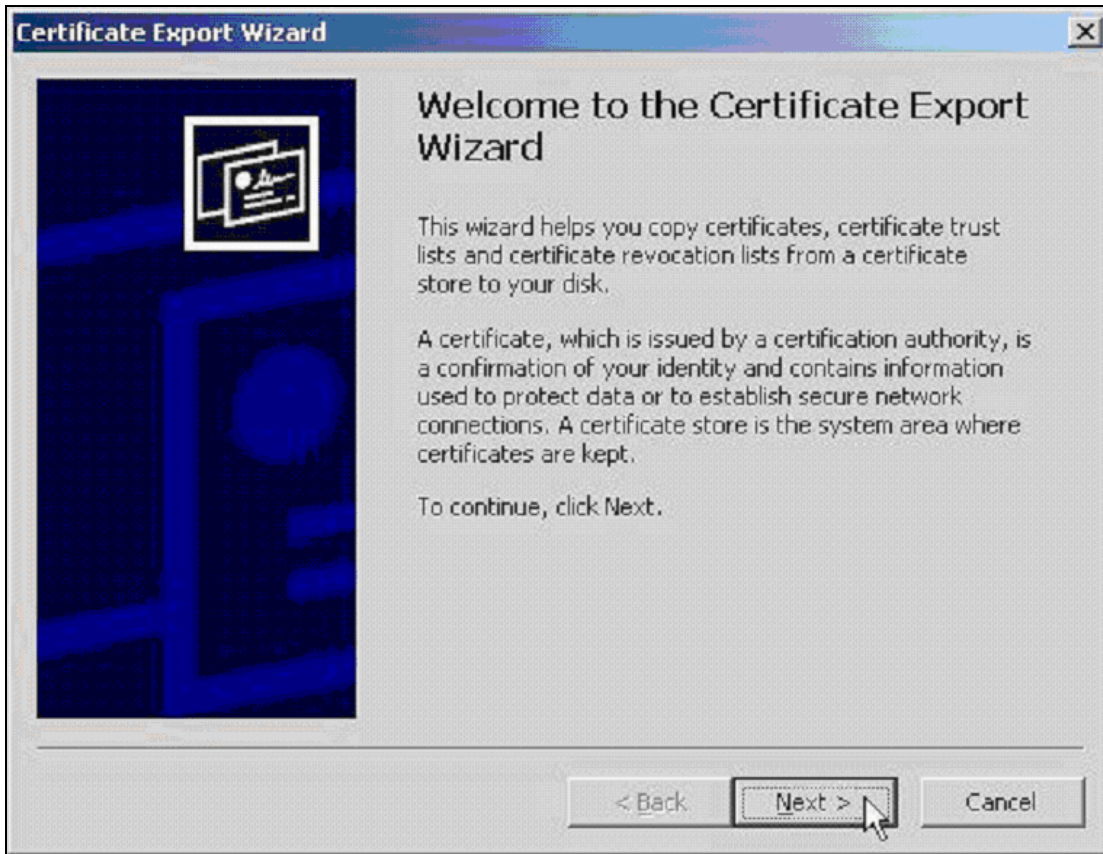 Certificate Export Wizard
Welcome to the Certificate Export
Wizard
This wizard helps you copy certificates, certificate trust
lists and certificate revocation lists from a certificate
store to your disk.
A certificate, which is issued by a certification authority, is
a confirmation of your identity and contains information
used to protect data or to establish secure network
connections. A certificate store is the system area where
certificates are kept.
To continue, click Next.
< Back
Next >
Cancel